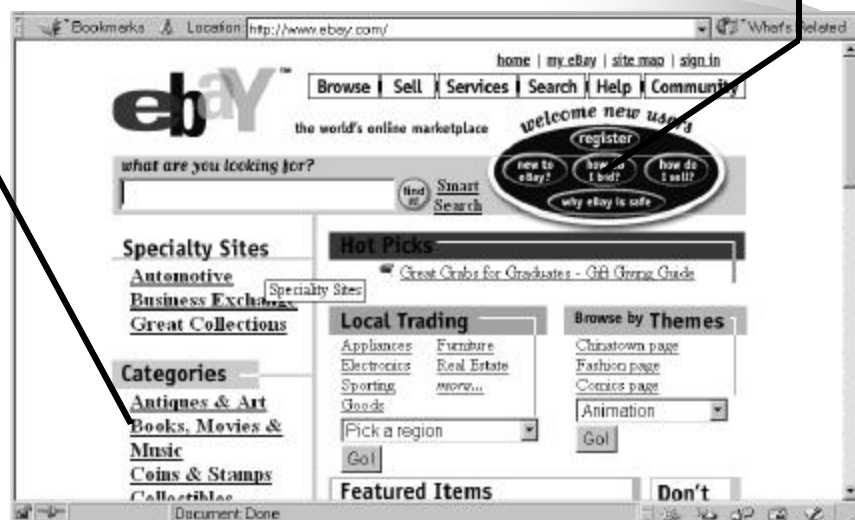 Bookmarks Location: http://www.ebay.com/ What's Related
home | my eBay | site map | sign in
ebaY™
Browse Sell Services Search Help Community
the world's online marketplace
welcome new users
register
what are you looking for?
new to eBay?
how do I bid?
how do I sell?
find it!
Smart Search
why eBay is safe
Specialty Sites
Automotive
Business Exchange
Great Collections
Speciality Sites
Categories
Antiques & Art
Books, Movies &
Music
Coins & Stamps
Collectibles
Hot Picks
Great Grabs for Graduates - Gift Giving Guide
Local Trading
Appliances Furniture
Electronics Real Estate
Sporting more...
Goods
Pick a region
Go!
Browse by Themes
Chinatown page
Fashion page
Comics page
Animation
Go!
Featured Items
Don't
Document: Done